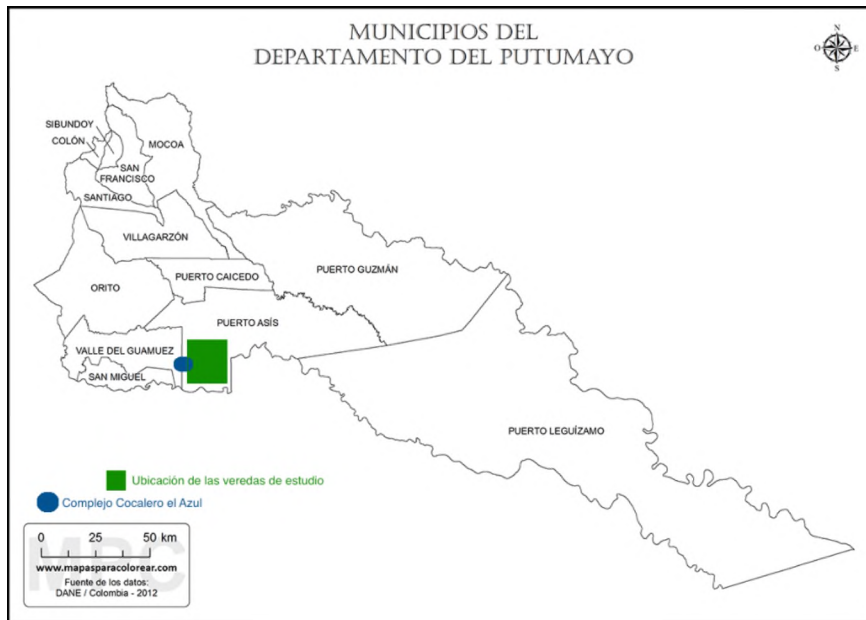 MUNICIPIOS DEL
DEPARTAMENTO DEL PUTUMAYO
N
O
E
S
SIBUNDOY
COLÓN
MOCOA
SAN
FRANCISCO
SANTIAGO
VILLAGARZÓN
PUERTO CAICEDO
PUERTO GUZMÁN
ORITO
PUERTO ASÍS
VALLE DEL GUAMUEZ
SAN MIGUEL
PUERTO LEGUÍZAMO
Ubicación de las veredas de estudio
Complejo Cocalero el Azul
0 25 50 km
MPC
www.mapasparacolorear.com
Fuente de los datos:
DANE / Colombia - 2012